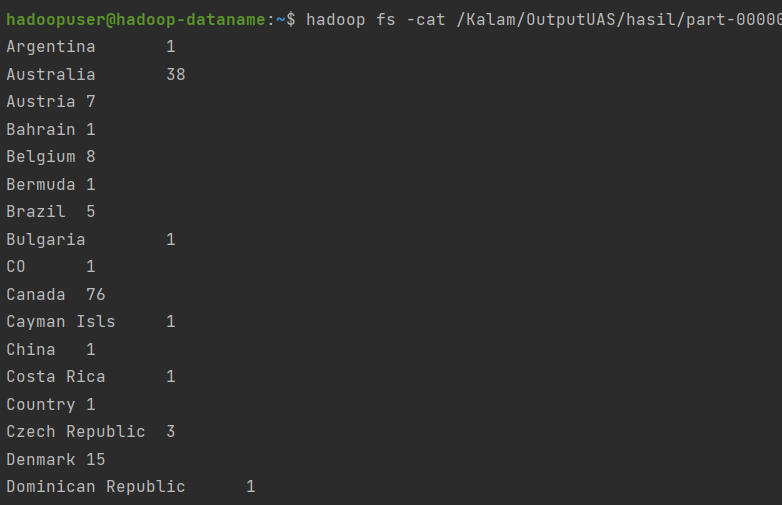 hadoopuser@hadoop-dataname:~$ hadoop fs -cat /Kalam/OutputUAS/hasil/part-00000
Argentina 1
Australia 38
Austria 7
Bahrain 1
Belgium 8
Bermuda 1
Brazil 5
Bulgaria 1
CO 1
Canada 76
Cayman Isls 1
China 1
Costa Rica 1
Country 1
Czech Republic 3
Denmark 15
Dominican Republic 1